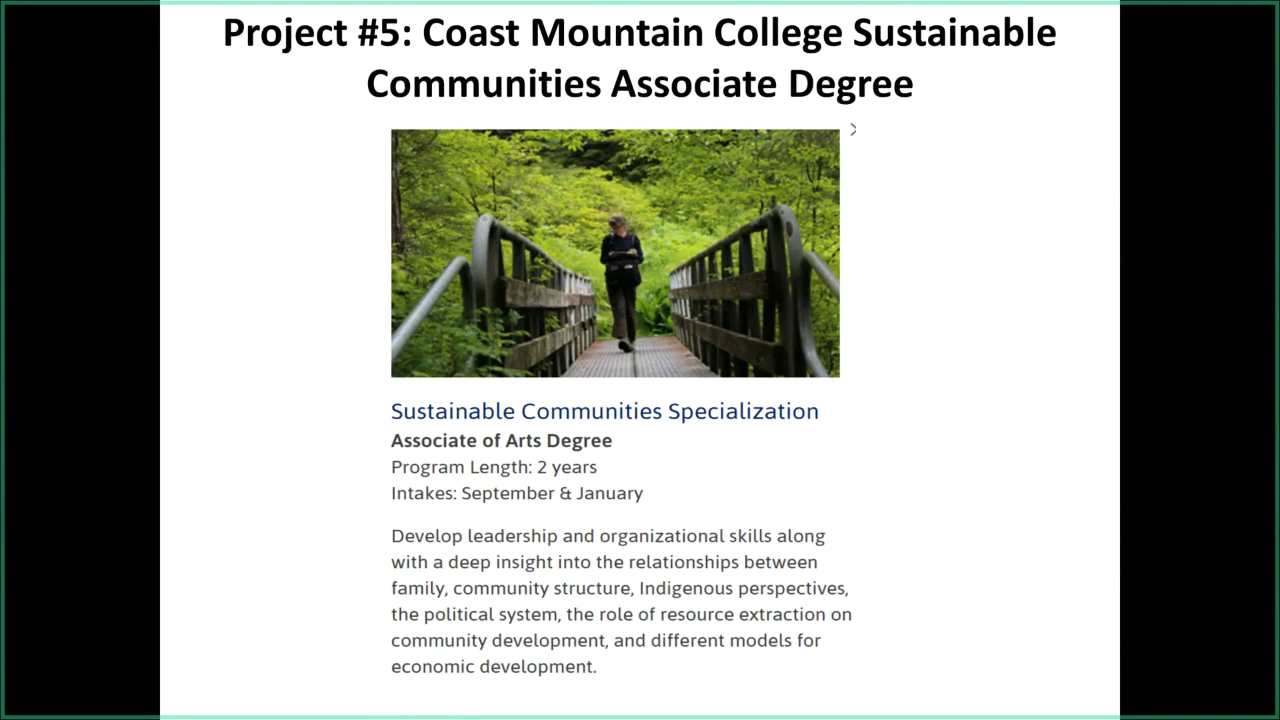 Project #5: Coast Mountain College Sustainable
Communities Associate Degree
Sustainable Communities Specialization
Associate of Arts Degree
Program Length: 2 years
Intakes: September & January
Develop leadership and organizational skills along
with a deep insight into the relationships between
family, community structure, Indigenous perspectives,
the political system, the role of resource extraction on
community development, and different models for
economic development.